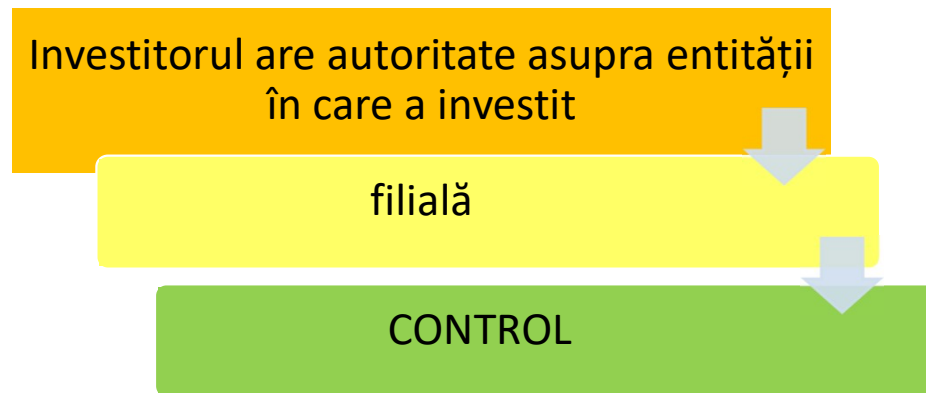 Investitorul are autoritate asupra entității
în care a investit
filială
CONTROL